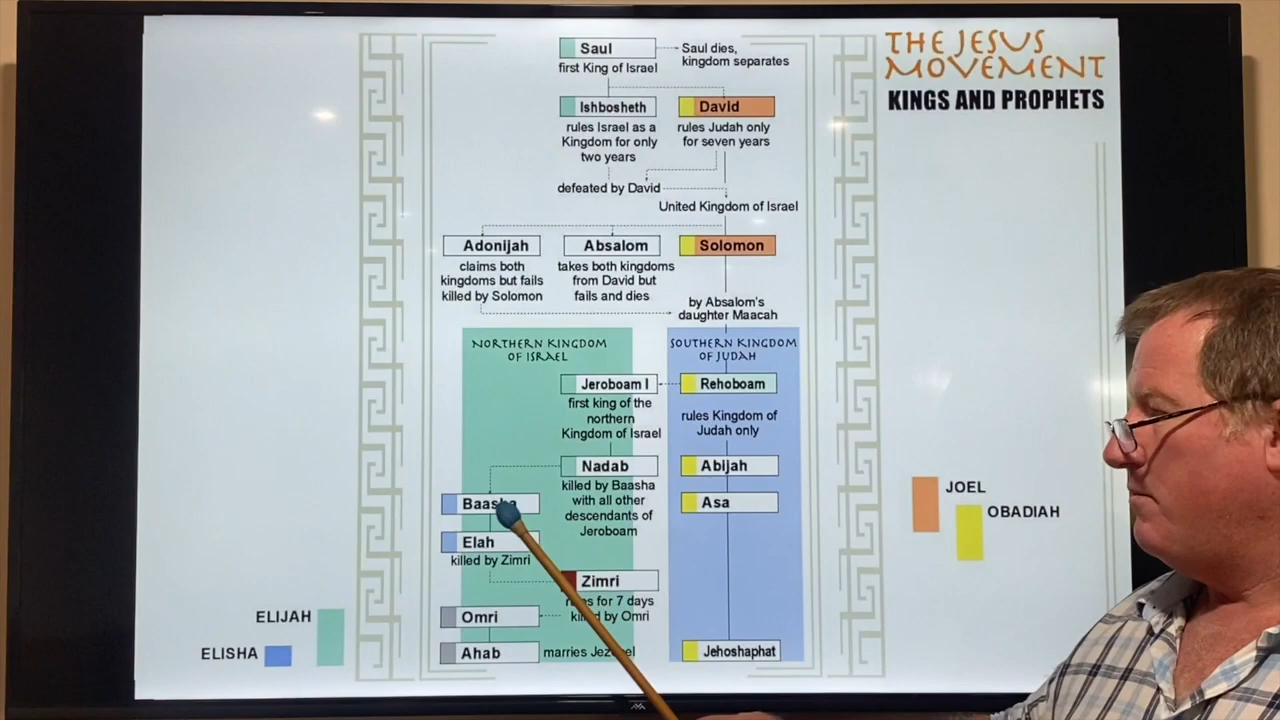 THE JESUS
MOVEMENT
KINGS AND PROPHETS
Saul
first King of Israel
Saul dies,
kingdom separates
Ishbosheth
rules Israel as a
Kingdom for only
two years
David
rules Judah only
for seven years
defeated by David
United Kingdom of Israel
Adonijah
claims both
kingdoms but fails
killed by Solomon
Absalom
takes both kingdoms
from David but
fails and dies
Solomon
by Absalom's
daughter Maacah
NORTHERN KINGDOM
OF ISRAEL
SOUTHERN KINGDOM
OF JUDAH
Jeroboam I
first king of the
northern
Kingdom of Israel
Rehoboam
rules Kingdom of
Judah only
Nadab
killed by Baasha
with all other
descendants of
Jeroboam
Abijah
Baasha
Asa
Elah
killed by Zimri
Zimri
rules for 7 days
killed by Omri
Omri
Ahab
marries Jezebel
Jehoshaphat
JOEL
OBADIAH
ELIJAH
ELISHA